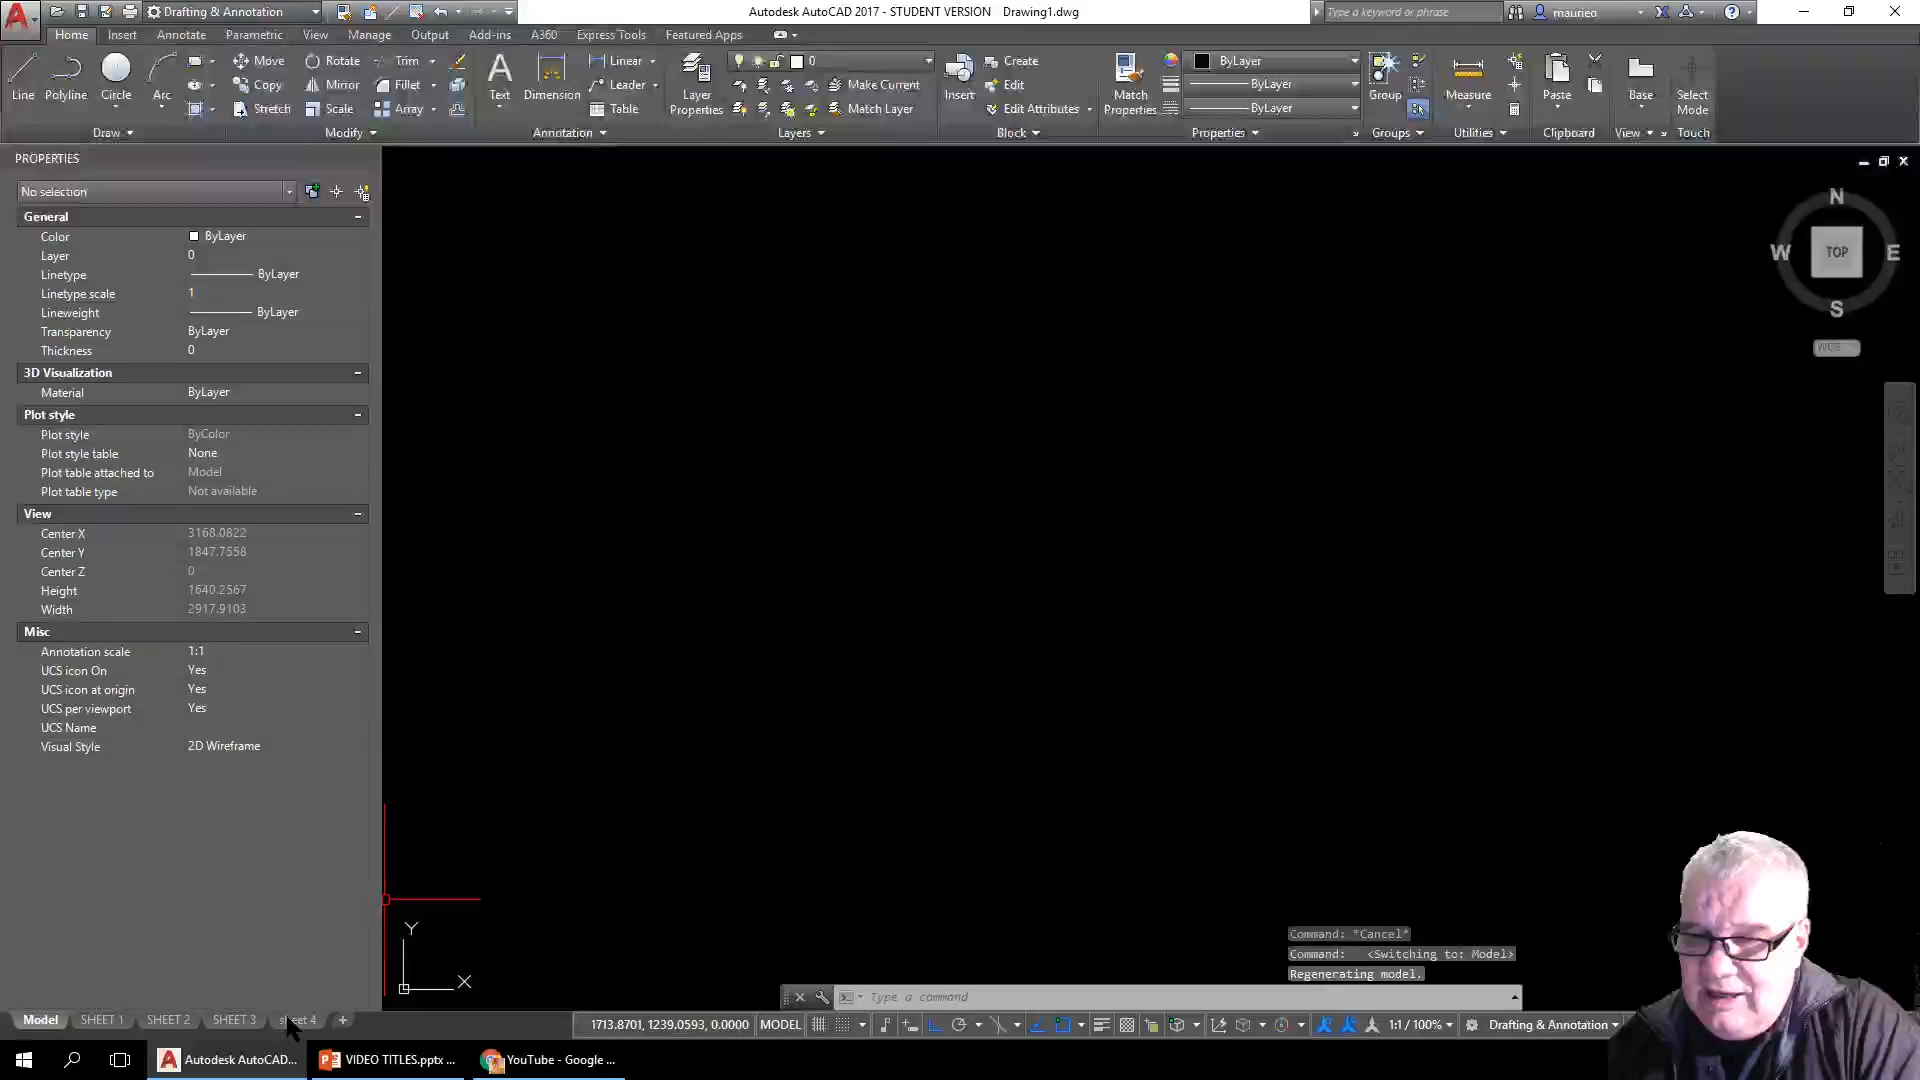 Drafting & Annotation
Autodesk AutoCAD 2017 - STUDENT VERSION Drawing1.dwg
Type a keyword or phrase
maurieo
Home Insert Annotate Parametric View Manage Output Add-ins A360 Express Tools Featured Apps
Line Polyline Circle Arc
Move Rotate Trim
Copy Mirror Fillet
Stretch Scale Array
Text Dimension
Linear
Leader
Table
Layer Properties
0
Make Current
Match Layer
Insert
Create
Edit
Edit Attributes
Match Properties
ByLayer
ByLayer
ByLayer
Group Measure Paste Base Select Mode
Draw Modify Annotation Layers Block Properties Groups Utilities Clipboard View Touch
PROPERTIES
No selection
General
Color ByLayer
Layer 0
Linetype ByLayer
Linetype scale 1
Lineweight ByLayer
Transparency ByLayer
Thickness 0
3D Visualization
Material ByLayer
Plot style
Plot style ByColor
Plot style table None
Plot table attached to Model
Plot table type Not available
View
Center X 3168.0822
Center Y 1847.7558
Center Z 0
Height 1640.2567
Width 2917.9103
Misc
Annotation scale 1:1
UCS icon On Yes
UCS icon at origin Yes
UCS per viewport Yes
UCS Name
Visual Style 2D Wireframe
N
W TOP E
S
Y
X
Command: *Cancel*
Command: <Switching to: Model>
Regenerating model.
Type a command
Model SHEET 1 SHEET 2 SHEET 3
1713.8701, 1239.0593, 0.0000 MODEL 1:1 / 100% Drafting & Annotation
Autodesk AutoCAD... VIDEO TITLES.pptx ... YouTube - Google ...